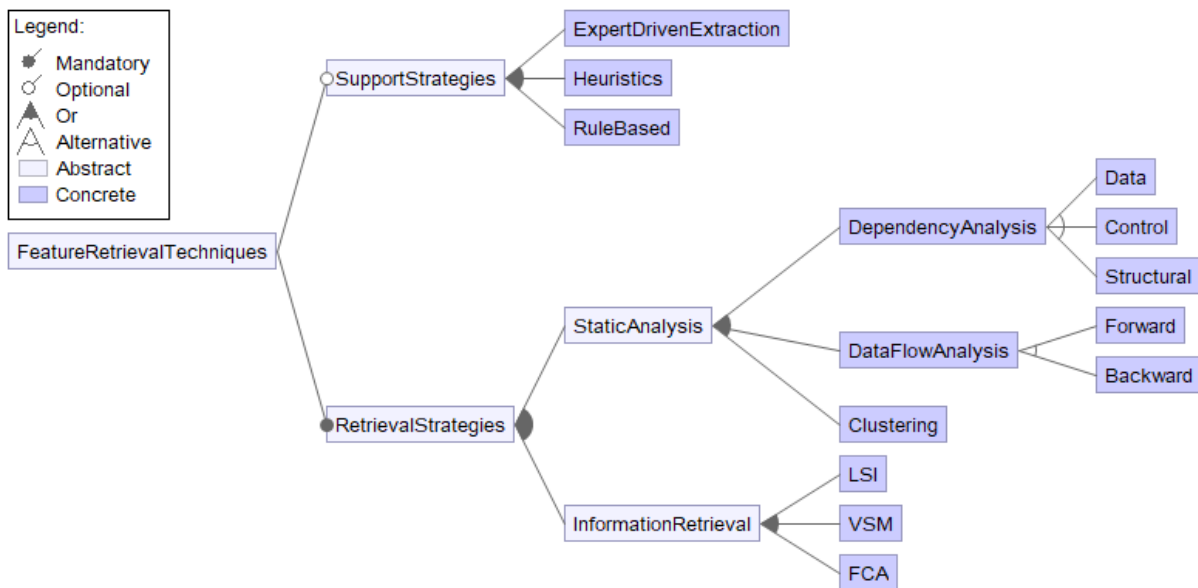 Legend:
Mandatory
Optional
Or
Alternative
Abstract
Concrete
FeatureRetrievalTechniques
SupportStrategies
ExpertDrivenExtraction
Heuristics
RuleBased
RetrievalStrategies
StaticAnalysis
DependencyAnalysis
Data
Control
Structural
DataFlowAnalysis
Forward
Backward
Clustering
InformationRetrieval
LSI
VSM
FCA